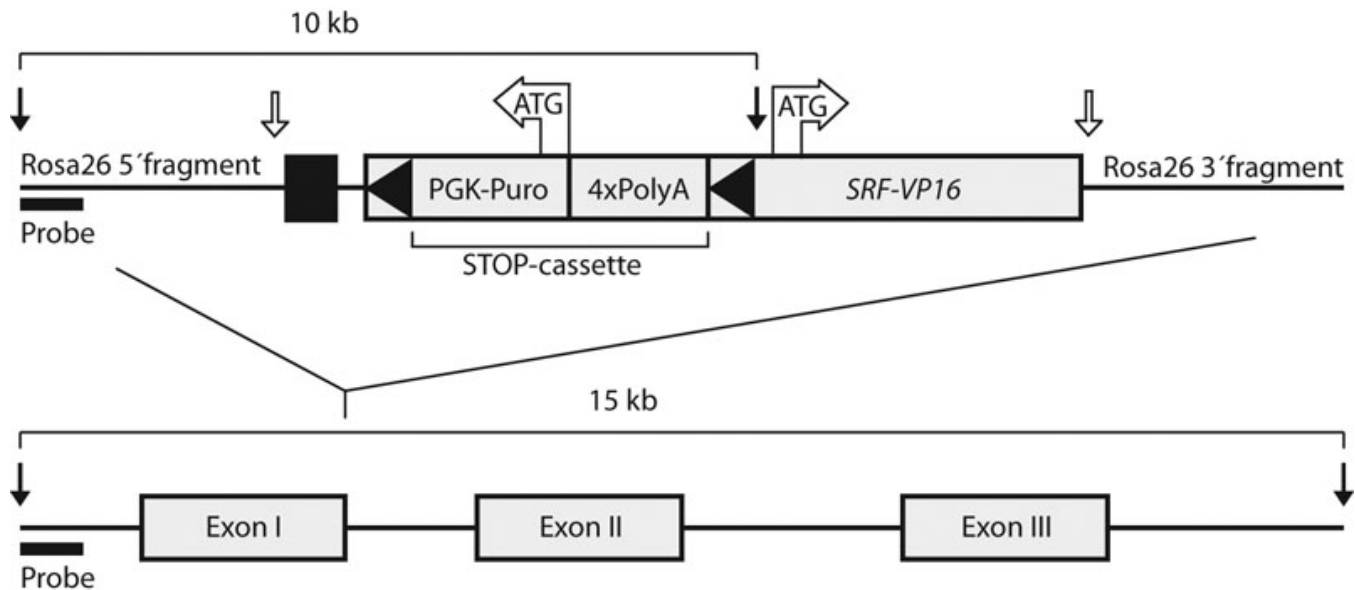 10 kb
ATG
ATG
Rosa26 5´fragment
PGK-Puro
4xPolyA
SRF-VP16
Rosa26 3´fragment
Probe
STOP-cassette
15 kb
Exon I
Exon II
Exon III
Probe